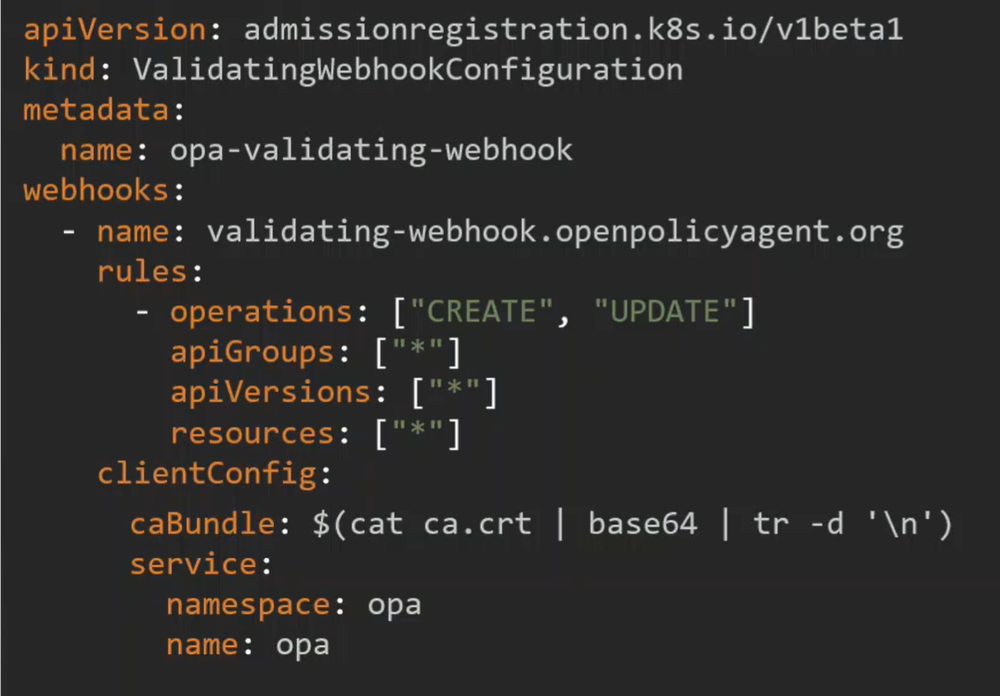 apiVersion: admissionregistration.k8s.io/v1beta1
kind: ValidatingWebhookConfiguration
metadata:
  name: opa-validating-webhook
webhooks:
  - name: validating-webhook.openpolicyagent.org
    rules:
      - operations: ["CREATE", "UPDATE"]
        apiGroups: ["*"]
        apiVersions: ["*"]
        resources: ["*"]
    clientConfig:
      caBundle: $(cat ca.crt | base64 | tr -d '\n')
      service:
        namespace: opa
        name: opa